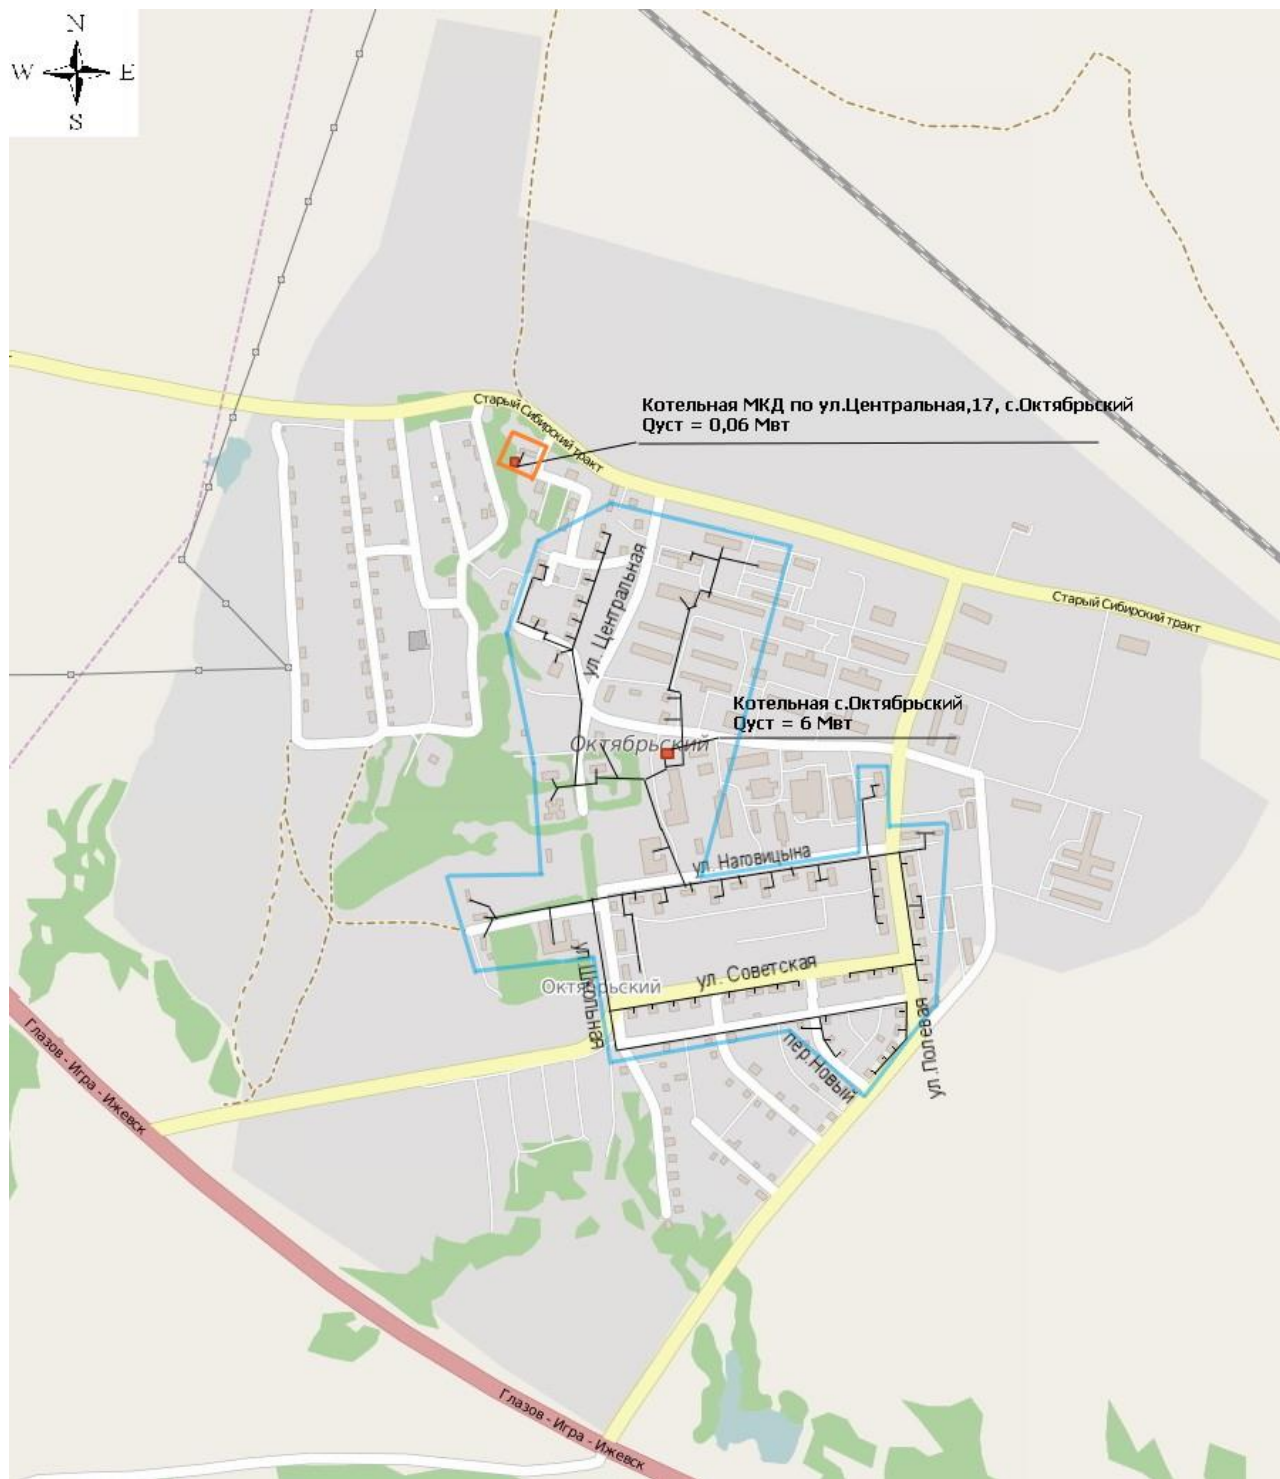 N
W E
S
Старый Сибирский тракт
Котельная МКД по ул.Центральная,17, с.Октябрьский
Qуст = 0,06 Мвт
ул. Центральная
Старый Сибирский тракт
Котельная с.Октябрьский
Qуст = 6 Мвт
Октябрьский
ул. Наговицына
ул. Советская
ул Школьная
Октябрьский
ул. Полевая
пер.Новый
Глазов - Игра - Ижевск
Глазов - Игра - Ижевск